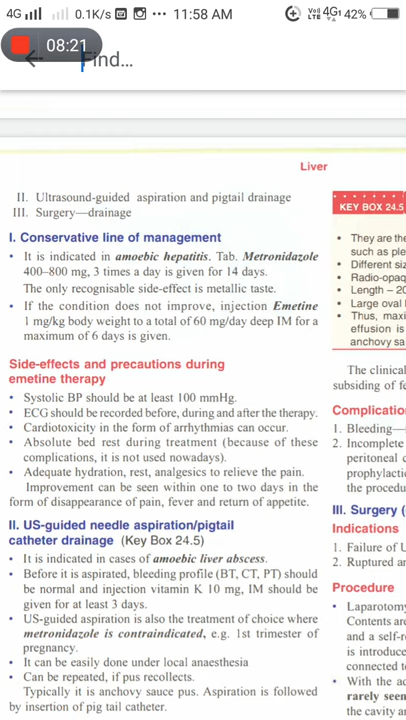 4G 0.1K/s 11:58 AM 4G 42%
08:21
Find...
Liver
II. Ultrasound-guided aspiration and pigtail drainage
III. Surgery—drainage
I. Conservative line of management
• It is indicated in amoebic hepatitis. Tab. Metronidazole
400–800 mg, 3 times a day is given for 14 days.
The only recognisable side-effect is metallic taste.
• If the condition does not improve, injection Emetine
1 mg/kg body weight to a total of 60 mg/day deep IM for a
maximum of 6 days is given.
Side-effects and precautions during
emetine therapy
• Systolic BP should be at least 100 mmHg.
• ECG should be recorded before, during and after the therapy.
• Cardiotoxicity in the form of arrhythmias can occur.
• Absolute bed rest during treatment (because of these
complications, it is not used nowadays).
• Adequate hydration, rest, analgesics to relieve the pain.
Improvement can be seen within one to two days in the
form of disappearance of pain, fever and return of appetite.
II. US-guided needle aspiration/pigtail
catheter drainage (Key Box 24.5)
• It is indicated in cases of amoebic liver abscess.
• Before it is aspirated, bleeding profile (BT, CT, PT) should
be normal and injection vitamin K 10 mg, IM should be
given for at least 3 days.
• US-guided aspiration is also the treatment of choice where
metronidazole is contraindicated, e.g. 1st trimester of
pregnancy.
• It can be easily done under local anaesthesia
• Can be repeated, if pus recollects.
Typically it is anchovy sauce pus. Aspiration is followed
by insertion of pig tail catheter.
KEY BOX 24.5
• They are the
such as ple
• Different siz
• Radio-opaq
• Length – 20
• Large oval
• Thus, maxi
effusion is
anchovy sa
The clinical
subsiding of fe
Complicatio
1. Bleeding—
2. Incomplete
peritoneal c
prophylactic
the procedu
III. Surgery (
Indications
1. Failure of U
2. Ruptured a
Procedure
• Laparotomy
Contents are
and a self-r
is introduce
connected t
• With the a
rarely seen
the cavity a